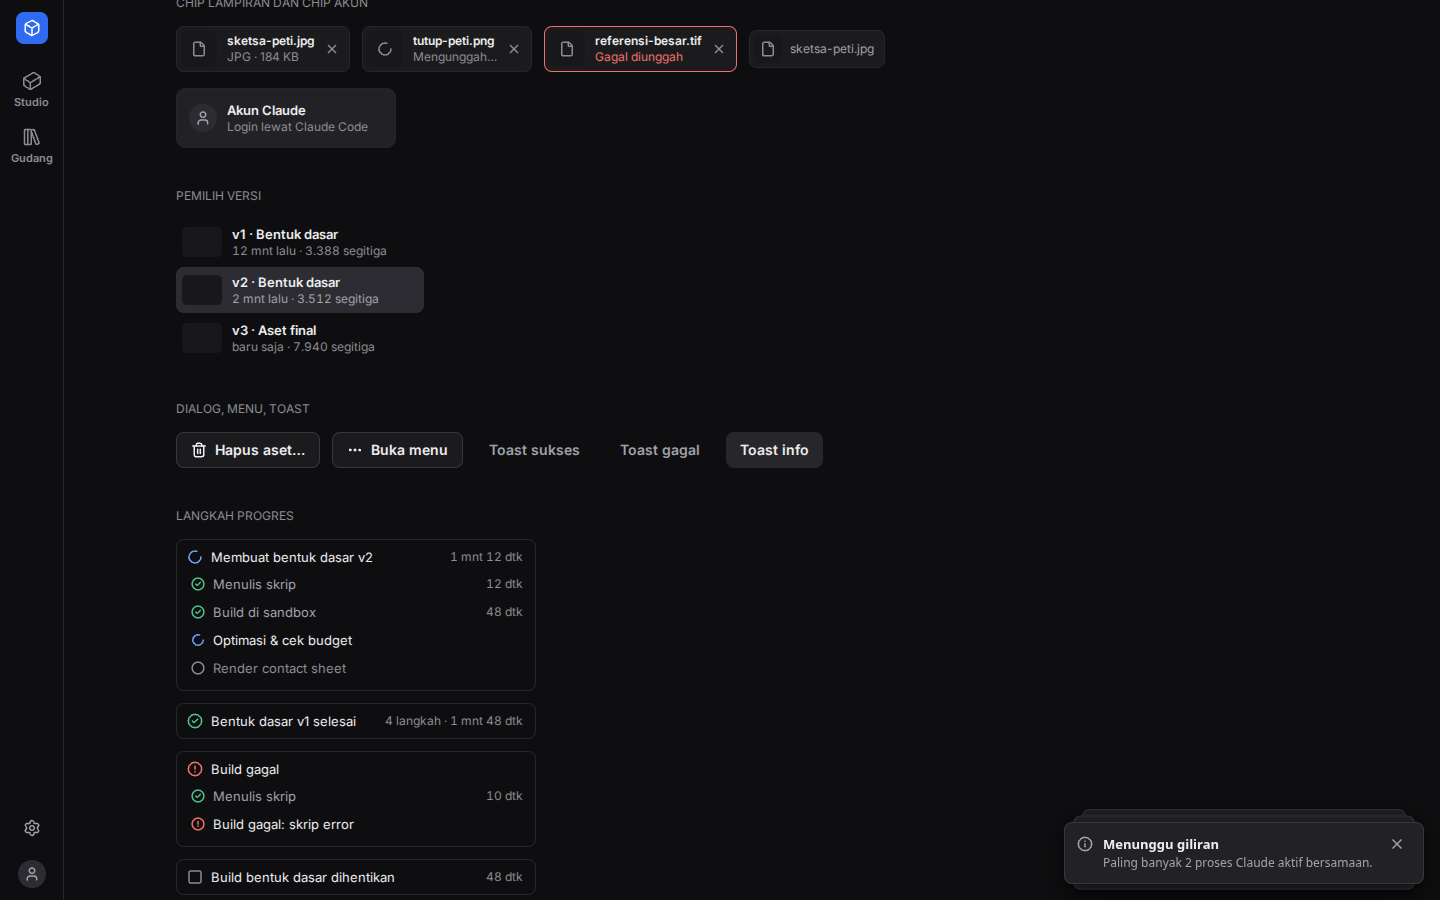 CHIP LAMPIRAN DAN CHIP AKUN
sketsa-peti.jpg
JPG · 184 KB
tutup-peti.png
Mengunggah...
referensi-besar.tif
Gagal diunggah
sketsa-peti.jpg
Studio
Gudang
Akun Claude
Login lewat Claude Code
PEMILIH VERSI
v1 · Bentuk dasar
12 mnt lalu · 3.388 segitiga
v2 · Bentuk dasar
2 mnt lalu · 3.512 segitiga
v3 · Aset final
baru saja · 7.940 segitiga
DIALOG, MENU, TOAST
Hapus aset... Buka menu Toast sukses Toast gagal Toast info
LANGKAH PROGRES
Membuat bentuk dasar v2 1 mnt 12 dtk
Menulis skrip 12 dtk
Build di sandbox 48 dtk
Optimasi & cek budget
Render contact sheet
Bentuk dasar v1 selesai 4 langkah · 1 mnt 48 dtk
Build gagal
Menulis skrip 10 dtk
Build gagal: skrip error
Build bentuk dasar dihentikan 48 dtk
Menunggu giliran
Paling banyak 2 proses Claude aktif bersamaan.